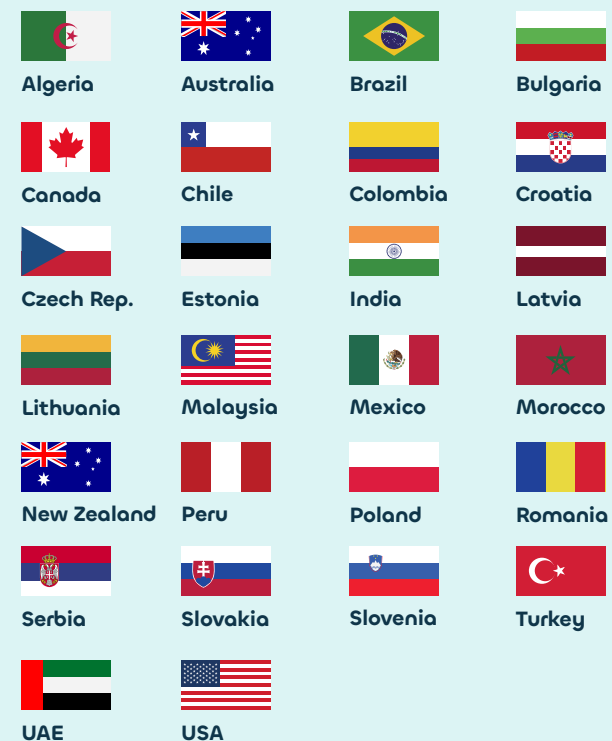 Algeria
Australia
Brazil
Bulgaria
Canada
Chile
Colombia
Croatia
Czech Rep.
Estonia
India
Latvia
Lithuania
Malaysia
Mexico
Morocco
New Zealand
Peru
Poland
Romania
Serbia
Slovakia
Slovenia
Turkey
UAE
USA